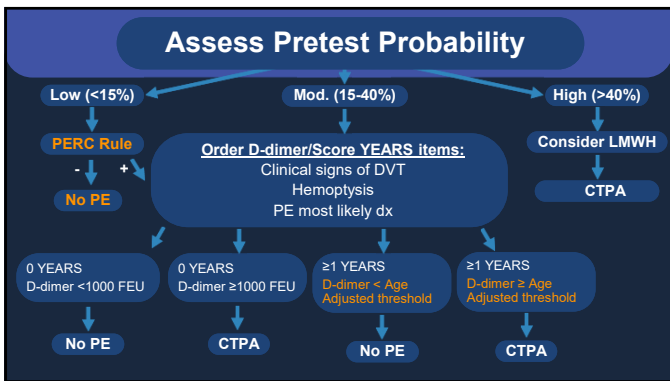 Assess Pretest Probability
Low (<15%)
Mod. (15-40%)
High (>40%)
PERC Rule
Order D-dimer/Score YEARS items:
Clinical signs of DVT
Hemoptysis
PE most likely dx
Consider LMWH
- +
No PE
CTPA
0 YEARS
D-dimer <1000 FEU
0 YEARS
D-dimer ≥1000 FEU
≥1 YEARS
D-dimer < Age
Adjusted threshold
≥1 YEARS
D-dimer ≥ Age
Adjusted threshold
No PE
CTPA
No PE
CTPA